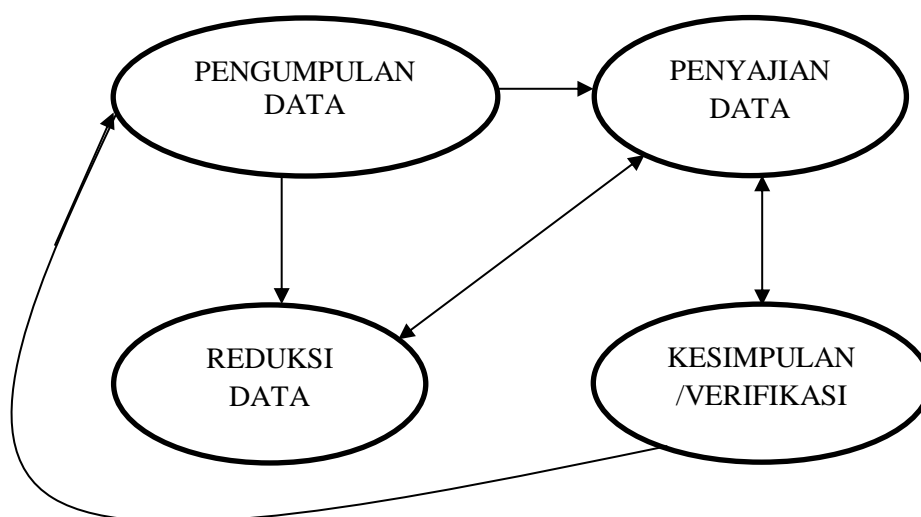 PENGUMPULAN
DATA
PENYAJIAN
DATA
REDUKSI
DATA
KESIMPULAN
/VERIFIKASI